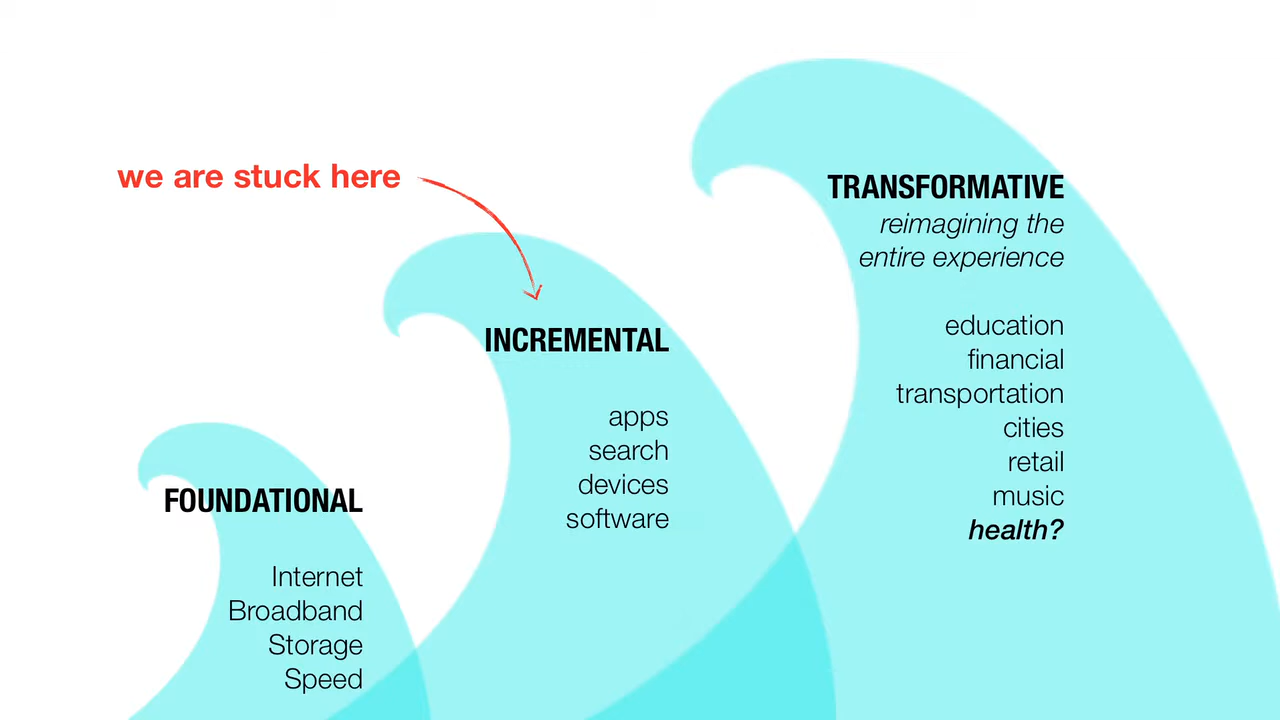 we are stuck here
TRANSFORMATIVE
reimagining the
entire experience
education
financial
transportation
cities
retail
music
health?
INCREMENTAL
apps
search
devices
software
FOUNDATIONAL
Internet
Broadband
Storage
Speed